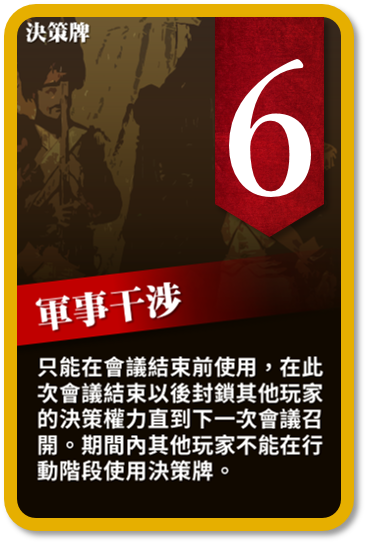 決策牌
6
軍事干涉
只能在會議結束前使用，在此
次會議結束以後封鎖其他玩家
的決策權力直到下一次會議召
開。期間內其他玩家不能在行
動階段使用決策牌。